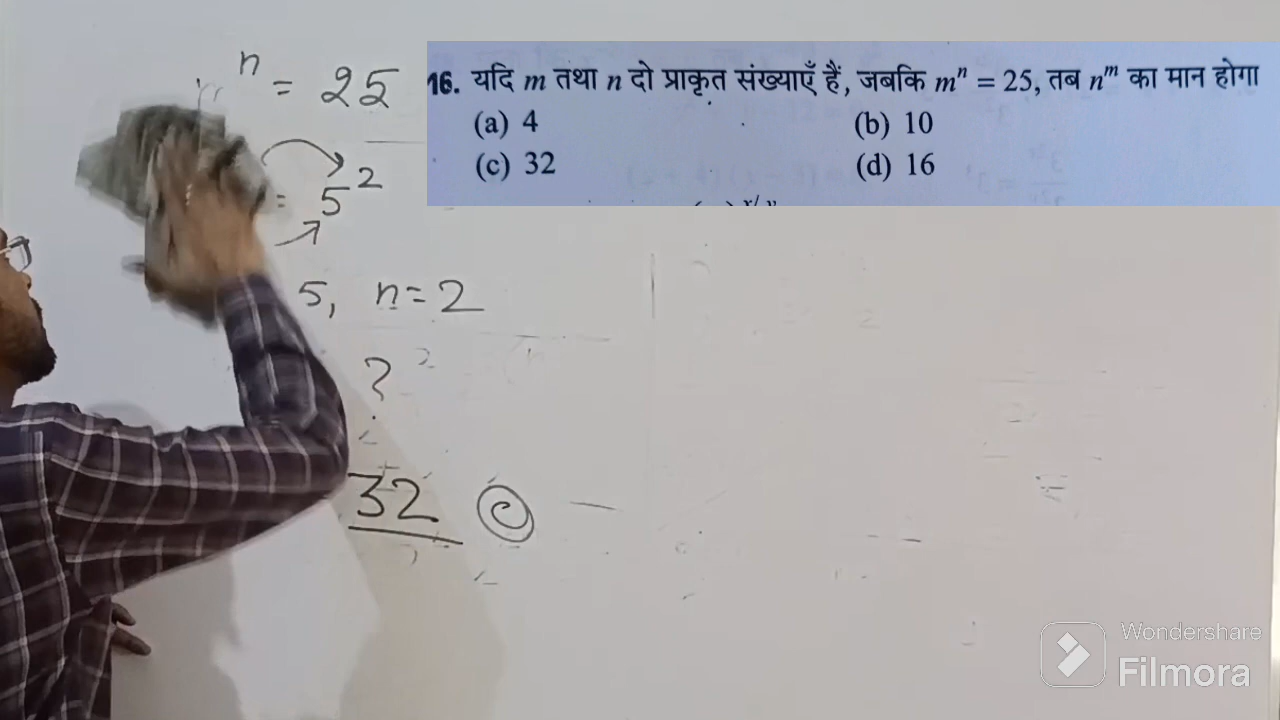 n = 25
= 5²
5, n = 2
?
32 c
16. यदि m तथा n दो प्राकृत संख्याएँ हैं, जबकि mⁿ = 25, तब nᵐ का मान होगा
(a) 4 (b) 10
(c) 32 (d) 16
Wondershare
Filmora